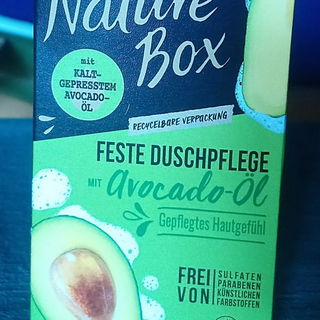 Nature
Box
mit
KALT-
GEPRESSTEM
AVOCADO-
ÖL
RECYCELBARE VERPACKUNG
FESTE DUSCHPFLEGE
MIT Avocado-Öl
Gepflegtes Hautgefühl
FREI VON
SULFATEN
PARABENEN
KÜNSTLICHEN
FARBSTOFFEN